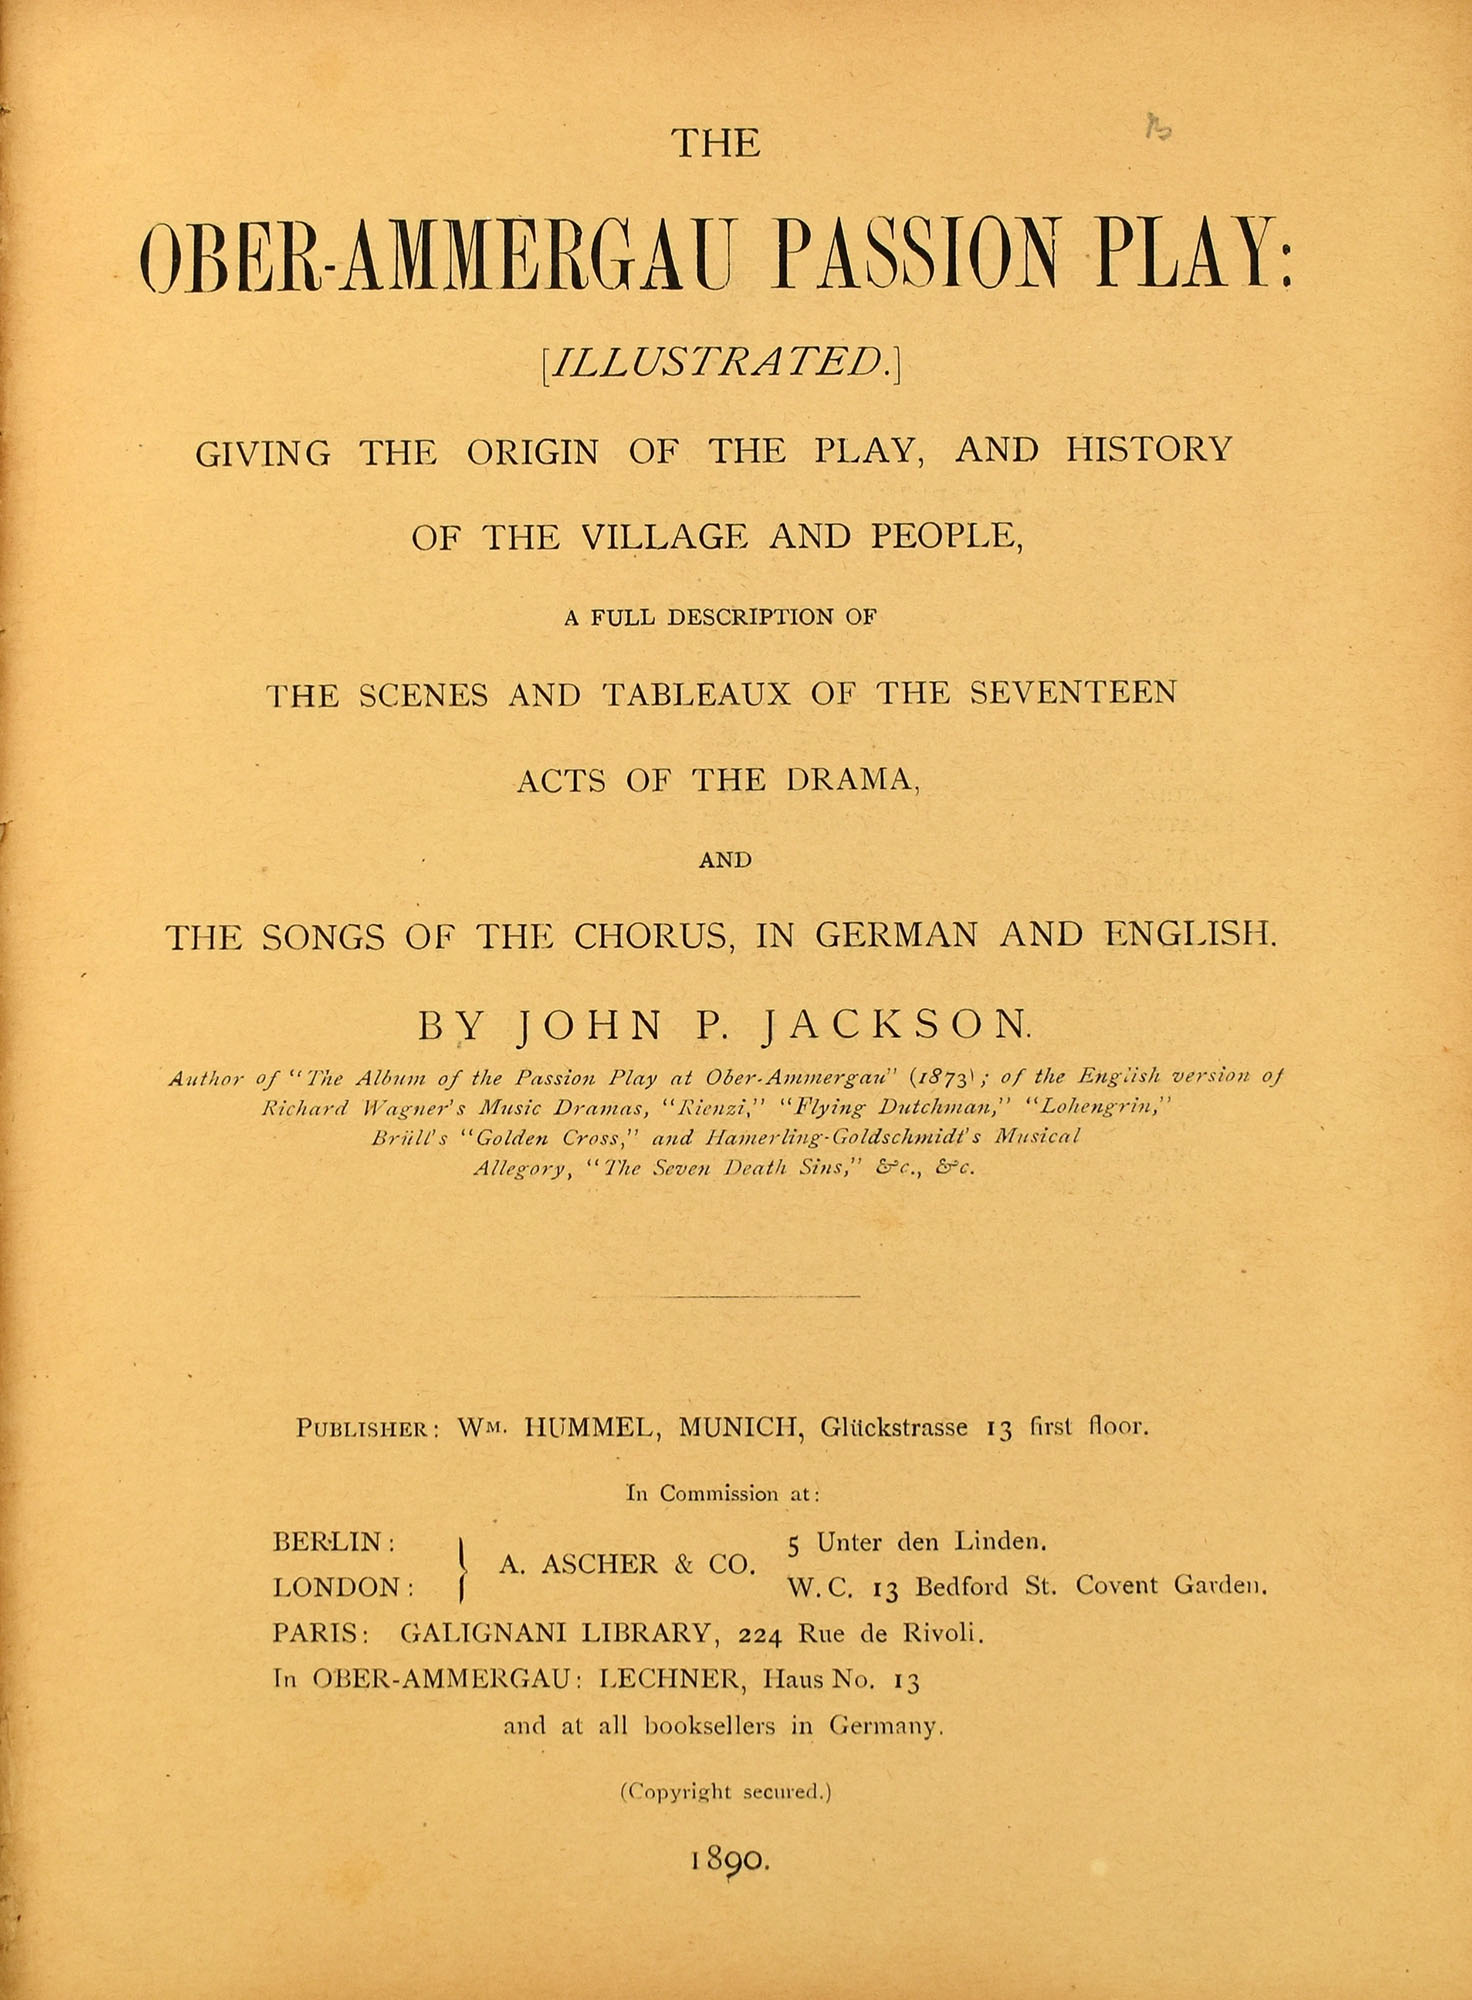 THE
OBER-AMMERGAU PASSION PLAY:
[ILLUSTRATED.]
GIVING THE ORIGIN OF THE PLAY, AND HISTORY
OF THE VILLAGE AND PEOPLE,
A FULL DESCRIPTION OF
THE SCENES AND TABLEAUX OF THE SEVENTEEN
ACTS OF THE DRAMA,
AND
THE SONGS OF THE CHORUS, IN GERMAN AND ENGLISH.
BY JOHN P. JACKSON.
Author of "The Album of the Passion Play at Ober-Ammergau" (1873); of the English version of
Richard Wagner's Music Dramas, "Rienzi," "Flying Dutchman," "Lohengrin,"
Brüll's "Golden Cross," and Hamerling-Goldschmidt's Musical
Allegory, "The Seven Death Sins," &c., &c.
PUBLISHER: WM. HUMMEL, MUNICH, Glückstrasse 13 first floor.
In Commission at:
BERLIN: } A. ASCHER & CO. 5 Unter den Linden.
LONDON: W.C. 13 Bedford St. Covent Garden.
PARIS: GALIGNANI LIBRARY, 224 Rue de Rivoli.
In OBER-AMMERGAU: LECHNER, Haus No. 13
and at all booksellers in Germany.
(Copyright secured.)
1890.